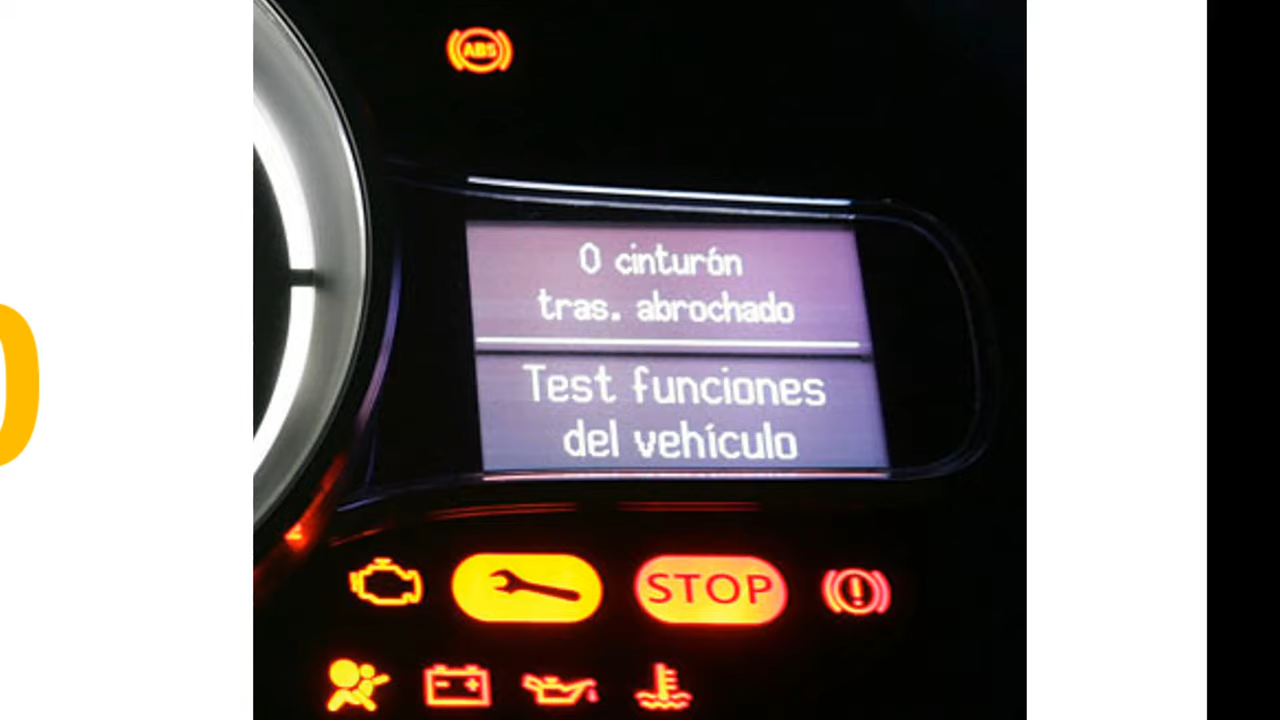 ABS
0 cinturón
tras. abrochado
Test funciones
del vehículo
STOP